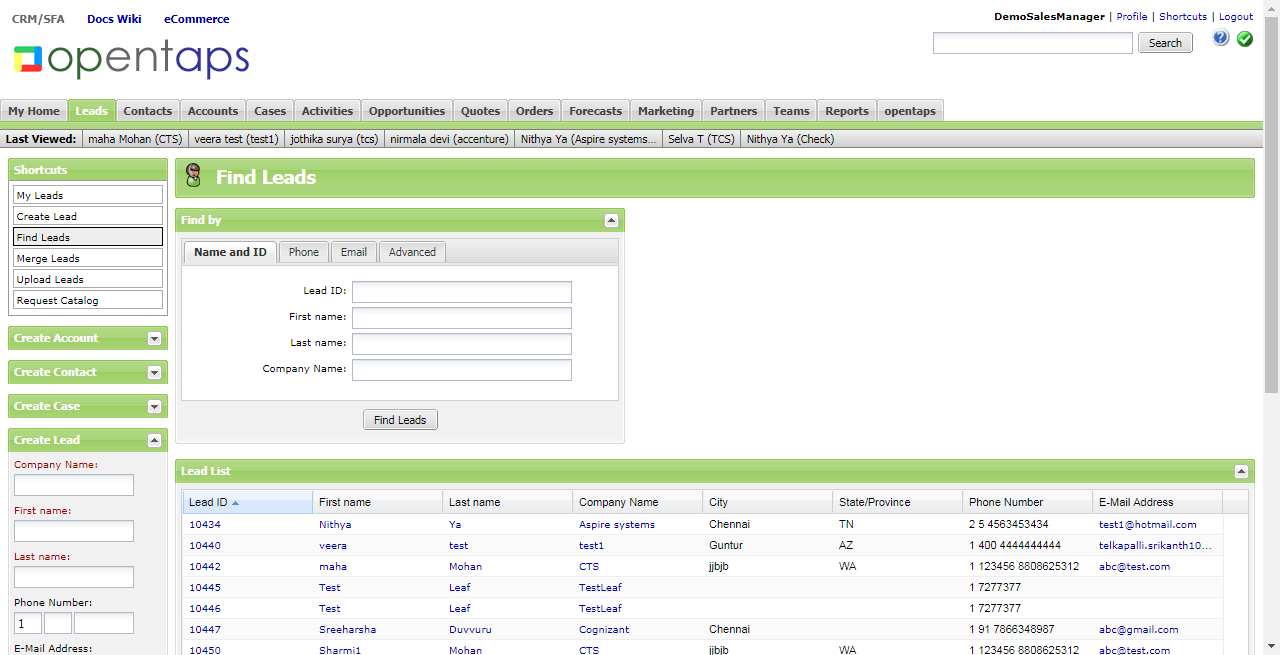 CRM/SFA Docs Wiki eCommerce
DemoSalesManager | Profile | Shortcuts | Logout
opentaps
Search
My Home Leads Contacts Accounts Cases Activities Opportunities Quotes Orders Forecasts Marketing Partners Teams Reports opentaps
Last Viewed: maha Mohan (CTS) veera test (test1) jothika surya (tcs) nirmala devi (accenture) Nithya Ya (Aspire systems... Selva T (TCS) Nithya Ya (Check)
Shortcuts
My Leads
Create Lead
Find Leads
Merge Leads
Upload Leads
Request Catalog
Create Account
Create Contact
Create Case
Create Lead
Company Name:
First name:
Last name:
Phone Number:
1
E-Mail Address:
Find Leads
Find by
Name and ID Phone Email Advanced
Lead ID:
First name:
Last name:
Company Name:
Find Leads
Lead List
Lead ID First name Last name Company Name City State/Province Phone Number E-Mail Address
10434 Nithya Ya Aspire systems Chennai TN 2 5 4563453434 test1@hotmail.com
10440 veera test test1 Guntur AZ 1 400 4444444444 telkapalli.srikanth10...
10442 maha Mohan CTS jjbjb WA 1 123456 8808625312 abc@test.com
10445 Test Leaf TestLeaf 1 7277377
10446 Test Leaf TestLeaf 1 7277377
10447 Sreeharsha Duvvuru Cognizant Chennai 1 91 7866348987 abc@gmail.com
10450 Sharmi1 Mohan CTS jjbjb WA 1 123456 8808625312 abc@test.com